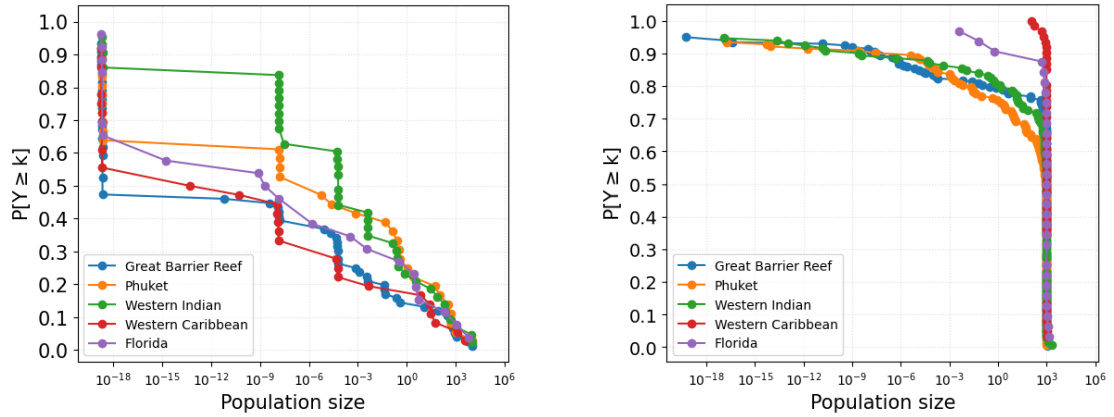 1.0
0.9
0.8
0.7
0.6
0.5
0.4
0.3
0.2
0.1
0.0
P[Y ≥ k]
Great Barrier Reef
Phuket
Western Indian
Western Caribbean
Florida
10⁻¹⁸ 10⁻¹⁵ 10⁻¹² 10⁻⁹ 10⁻⁶ 10⁻³ 10⁰ 10³ 10⁶
Population size
1.0
0.9
0.8
0.7
0.6
0.5
0.4
0.3
0.2
0.1
0.0
P[Y ≥ k]
Great Barrier Reef
Phuket
Western Indian
Western Caribbean
Florida
10⁻¹⁸ 10⁻¹⁵ 10⁻¹² 10⁻⁹ 10⁻⁶ 10⁻³ 10⁰ 10³ 10⁶
Population size